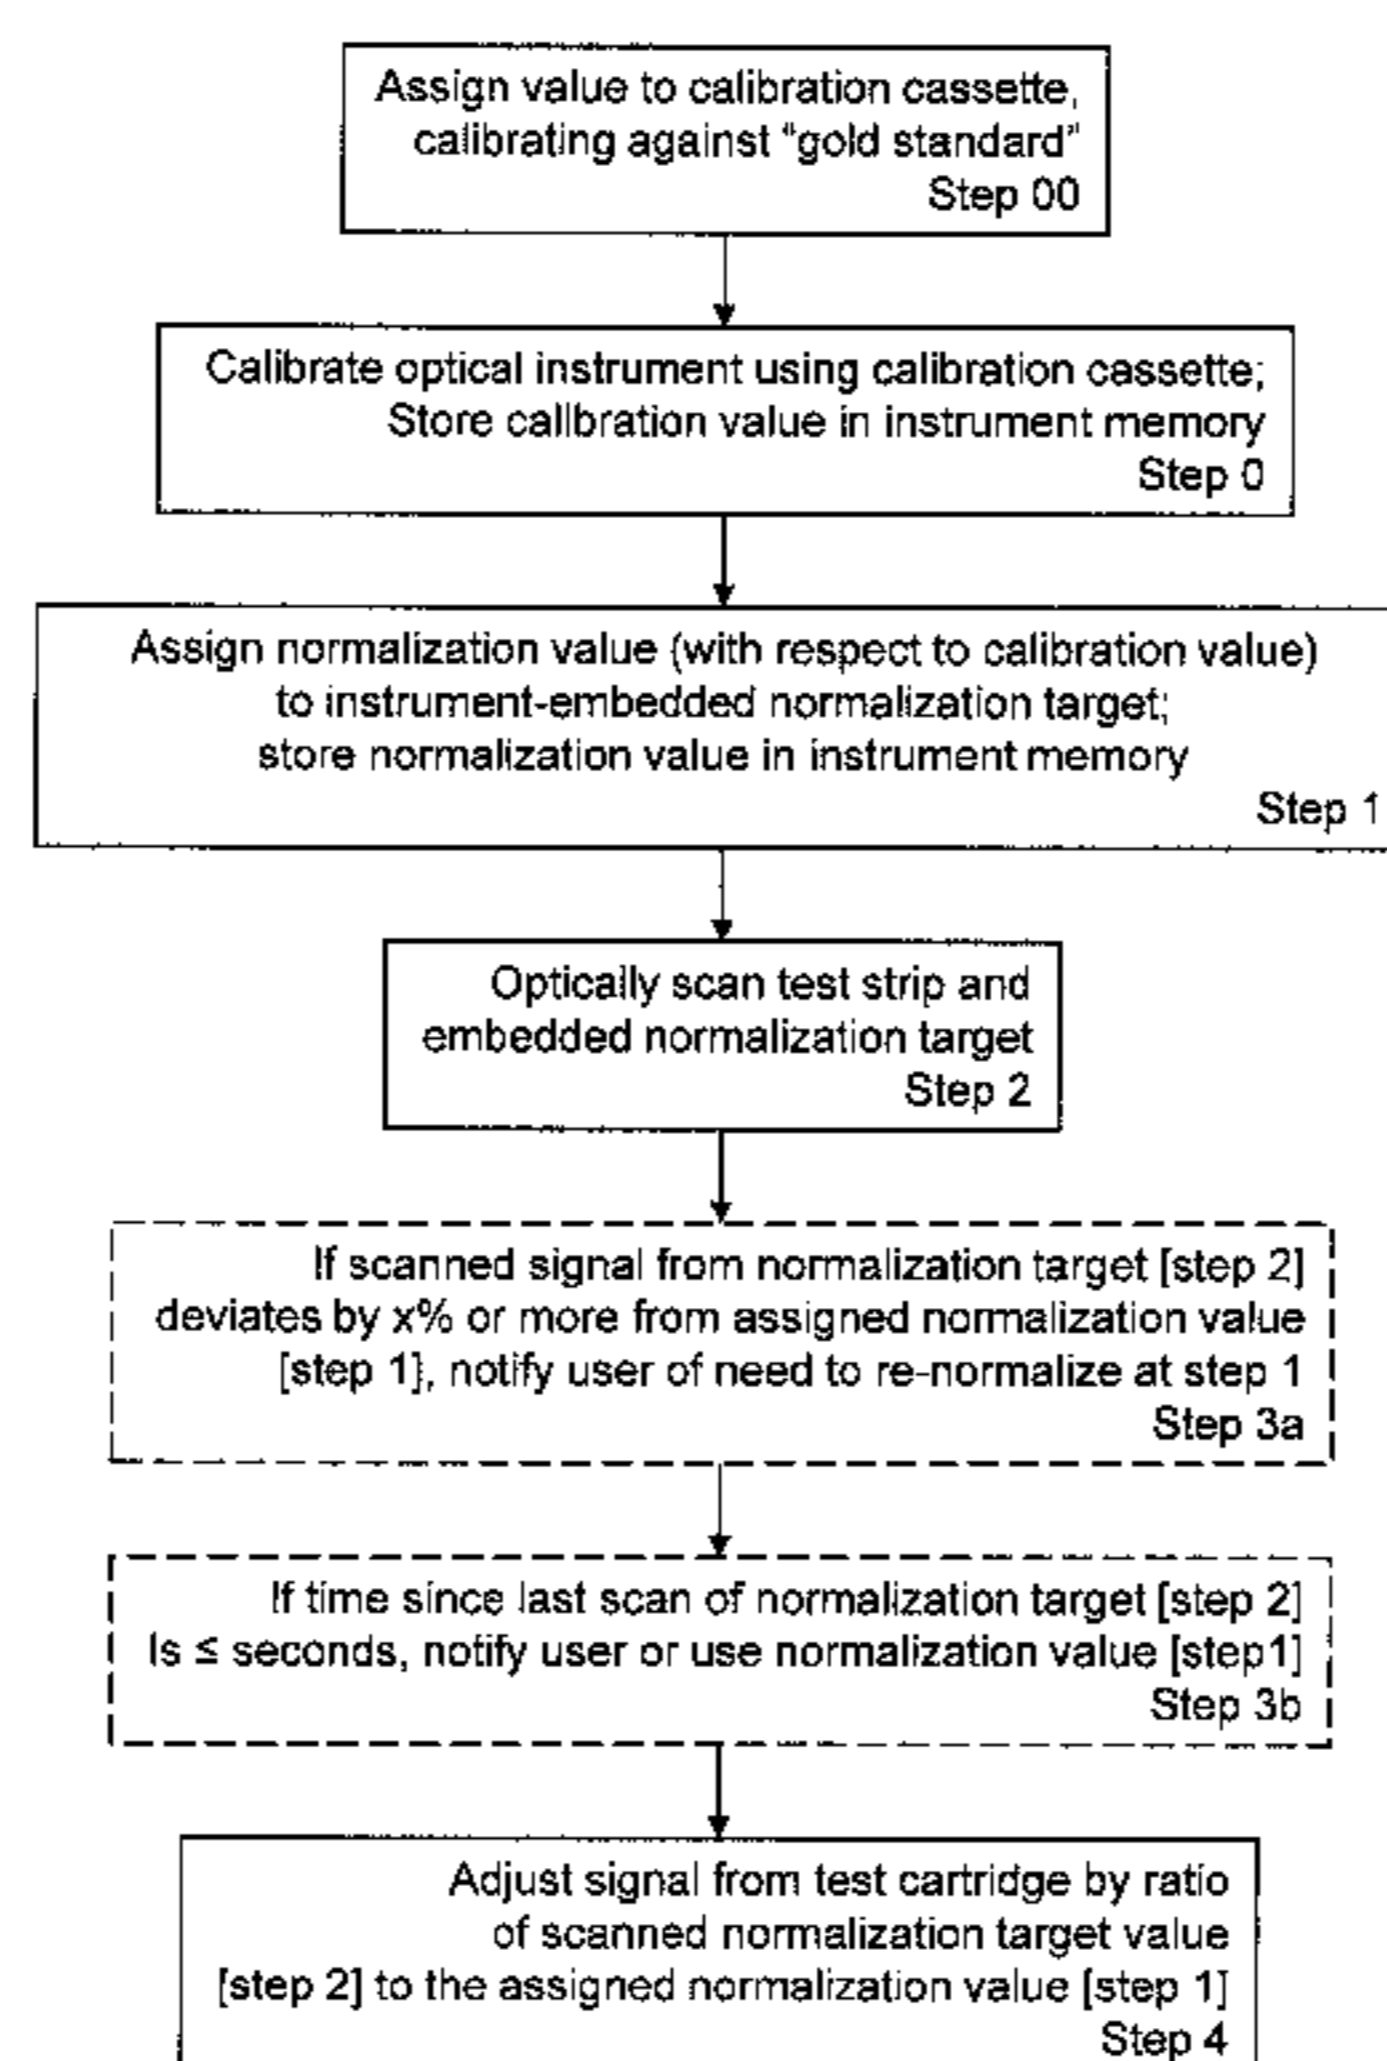 Assign value to calibration cassette,
calibrating against "gold standard"
Step 00
Calibrate optical instrument using calibration cassette;
Store calibration value in instrument memory
Step 0
Assign normalization value (with respect to calibration value)
to instrument-embedded normalization target;
store normalization value in instrument memory
Step 1
Optically scan test strip and
embedded normalization target
Step 2
If scanned signal from normalization target [step 2]
deviates by x% or more from assigned normalization value
[step 1], notify user of need to re-normalize at step 1
Step 3a
If time since last scan of normalization target [step 2]
Is ≤ seconds, notify user or use normalization value [step1]
Step 3b
Adjust signal from test cartridge by ratio
of scanned normalization target value
[step 2] to the assigned normalization value [step 1]
Step 4